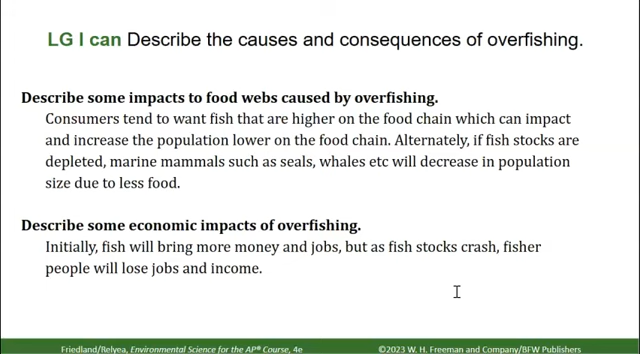 LG I can Describe the causes and consequences of overfishing.
Describe some impacts to food webs caused by overfishing.
Consumers tend to want fish that are higher on the food chain which can impact
and increase the population lower on the food chain. Alternately, if fish stocks are
depleted, marine mammals such as seals, whales etc will decrease in population
size due to less food.
Describe some economic impacts of overfishing.
Initially, fish will bring more money and jobs, but as fish stocks crash, fisher
people will lose jobs and income.
Friedland/Relyea, Environmental Science for the AP® Course, 4e ©2023 W. H. Freeman and Company/BFW Publishers